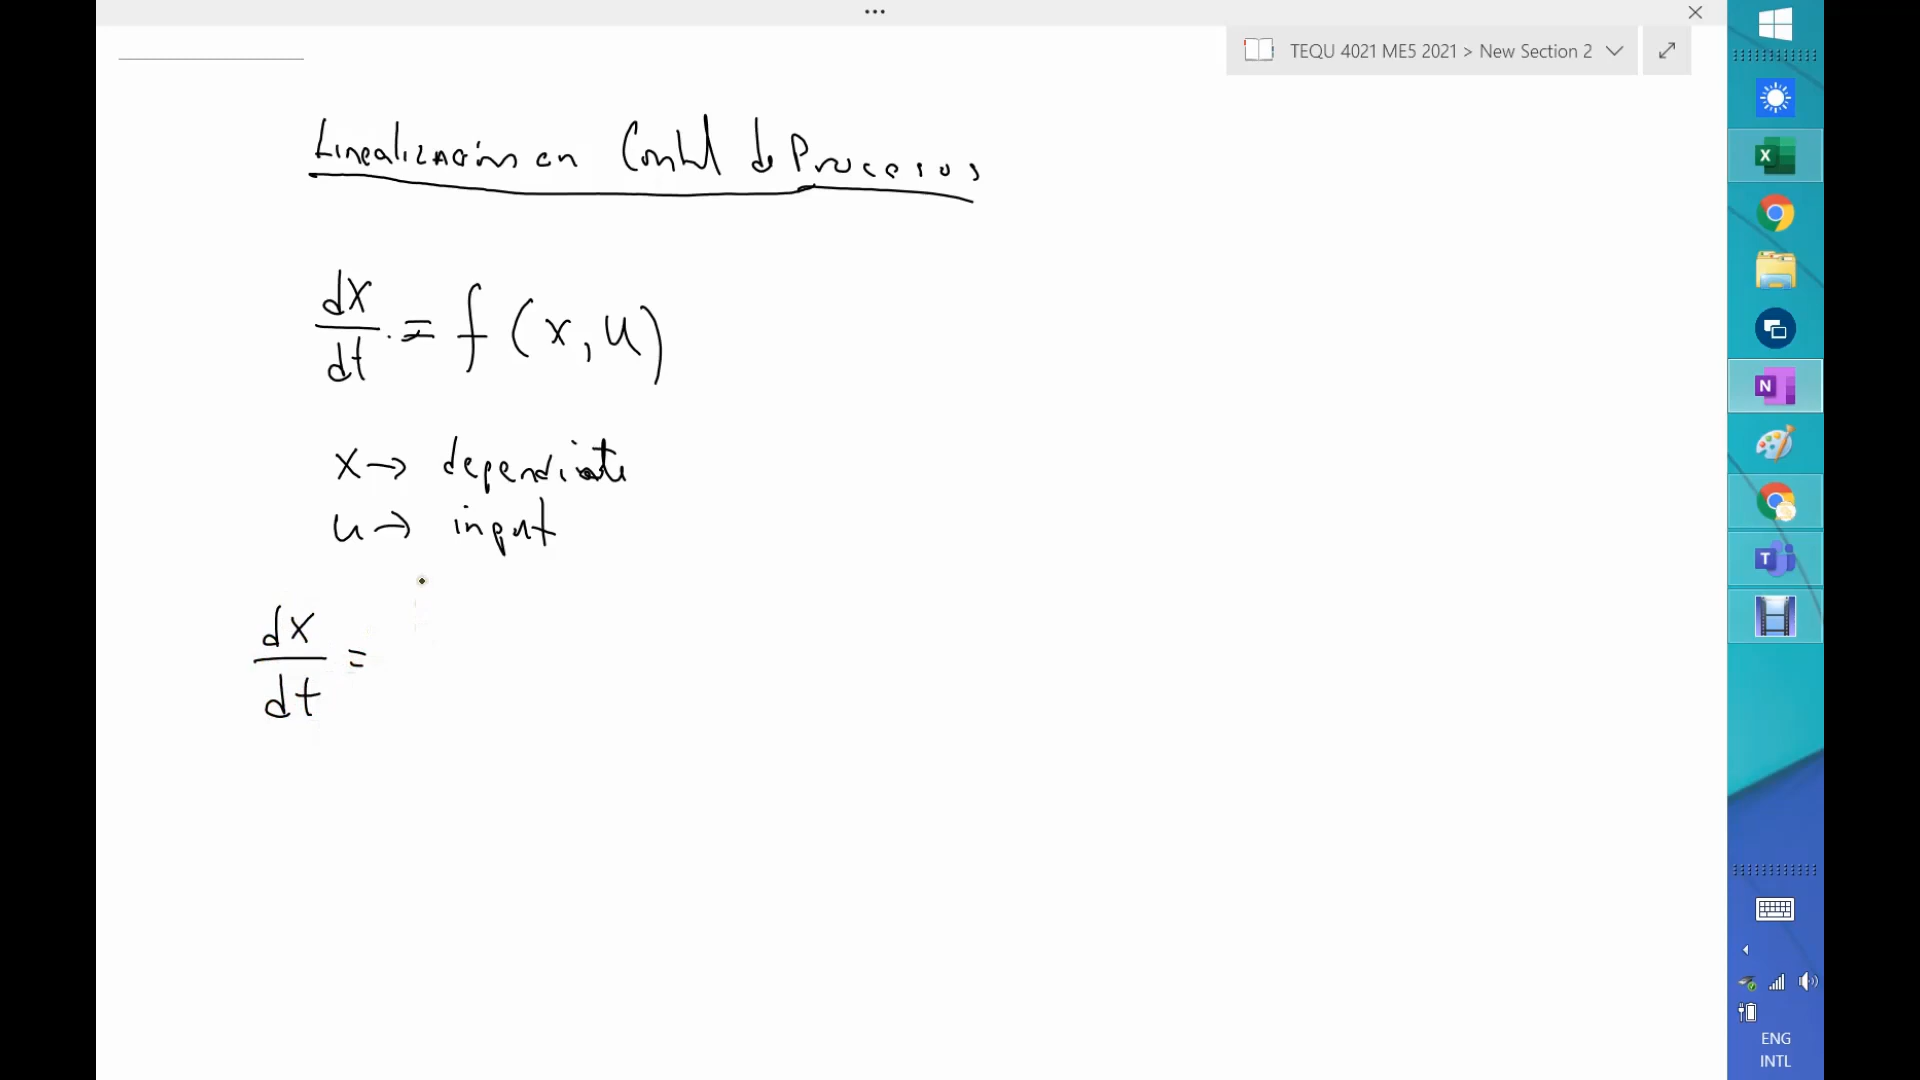 TEQU 4021 ME5 2021 > New Section 2
Linealización en Control de Procesos
dx/dt = f(x, u)
x → dependiente
u → input
dx/dt =
ENG
INTL